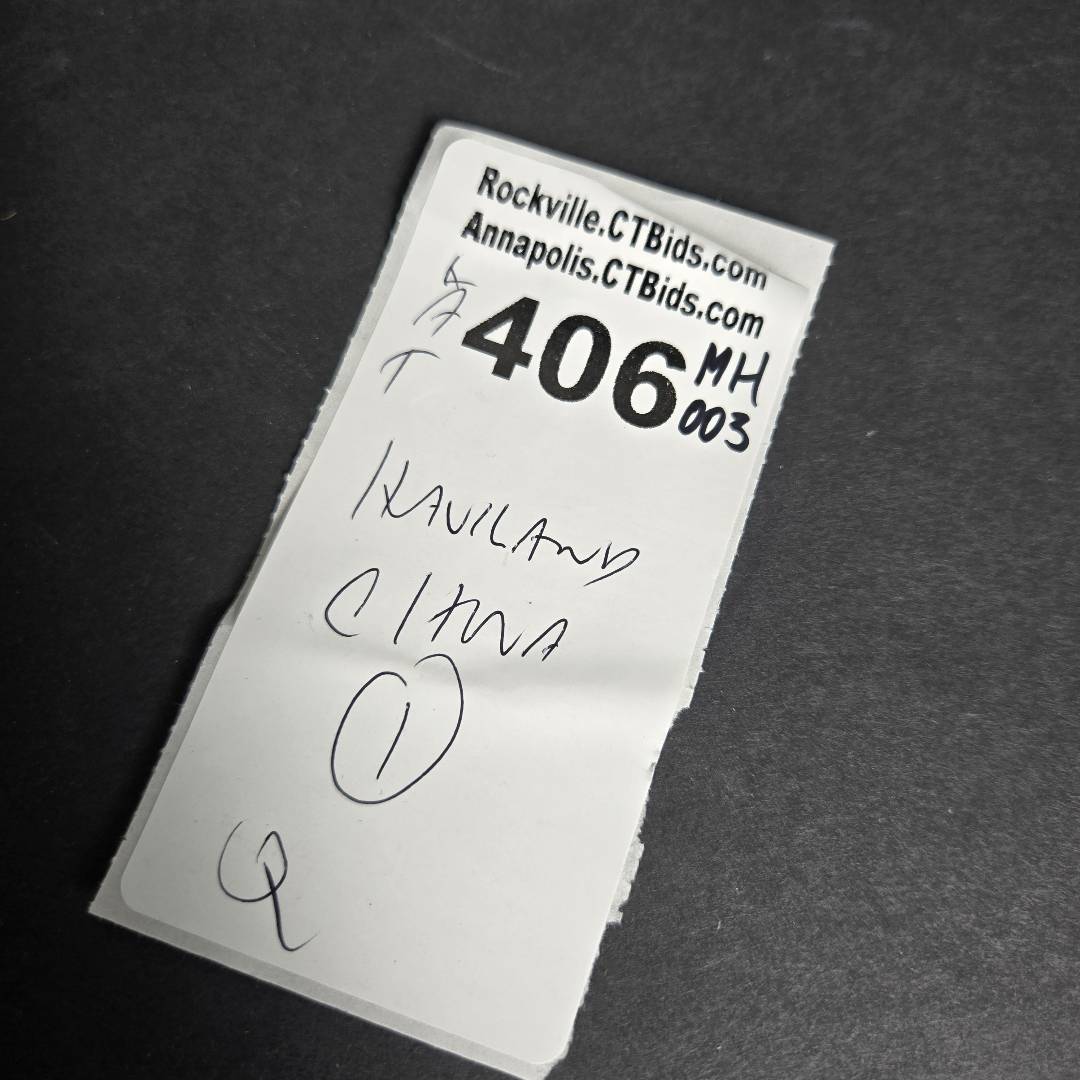 Rockville.CTBids.com
Annapolis.CTBids.com
406 MH
003
A
T
HAVILAND
CHINA
1
Q